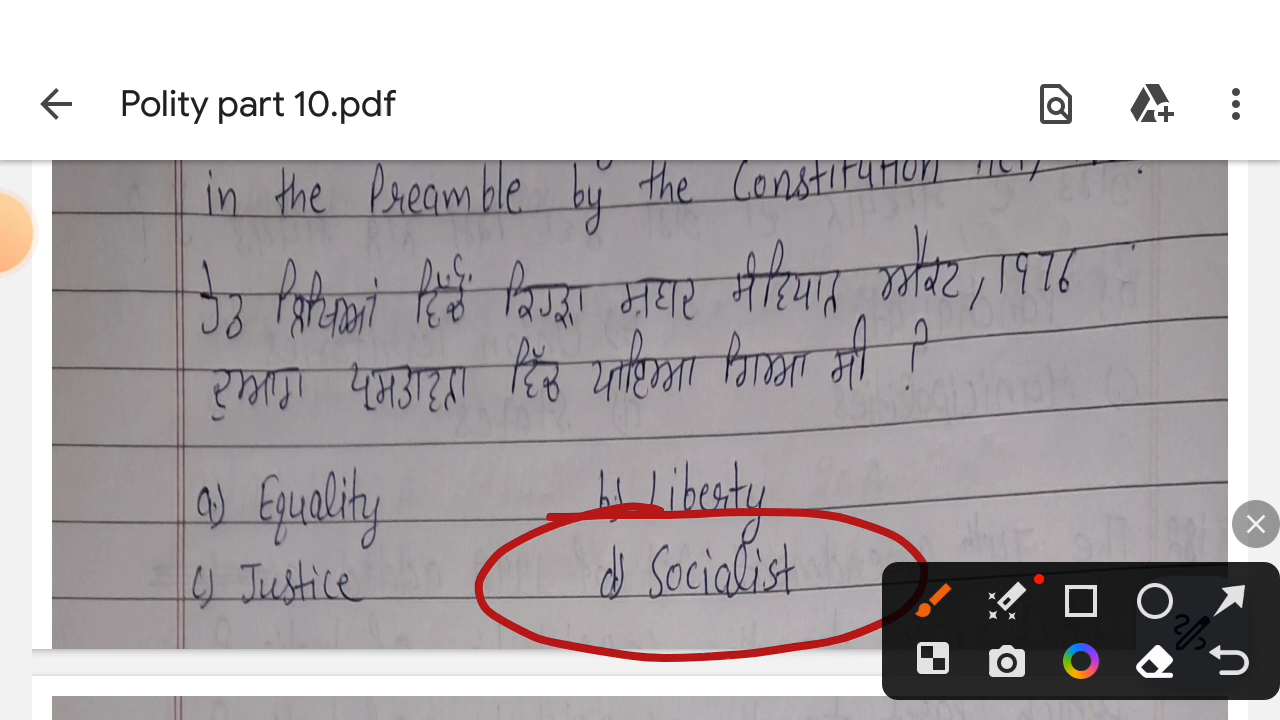 Polity part 10.pdf
in the Preamble by the Constitution Act,
ਹੇਠ ਲਿਖਿਆਂ ਵਿੱਚੋਂ ਕਿਹੜਾ ਸ਼ਬਦ ਸੰਵਿਧਾਨ ਐਕਟ, 1976
ਦੁਆਰਾ ਪ੍ਰਸਤਾਵਨਾ ਵਿੱਚ ਪਾਇਆ ਗਿਆ ਸੀ ?
a) Equality b) Liberty
c) Justice d) Socialist